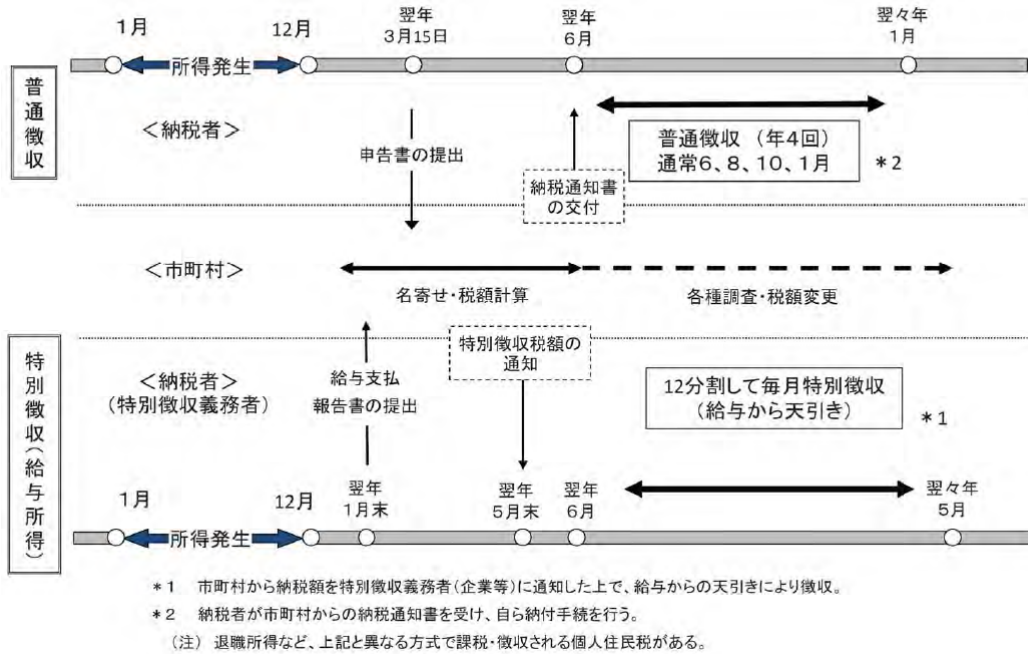 1月
12月
翌年
3月15日
翌年
6月
翌々年
1月
所得発生
普通徴収
<納税者>
申告書の提出
納税通知書
の交付
普通徴収 (年4回)
通常6、8、10、1月
*2
<市町村>
名寄せ・税額計算
各種調査・税額変更
特別徴収(給与所得)
<納税者>
(特別徴収義務者)
給与支払
報告書の提出
特別徴収税額の
通知
12分割して毎月特別徴収
(給与から天引き)
*1
1月
12月
翌年
1月末
翌年
5月末
翌年
6月
翌々年
5月
所得発生
*1 市町村から納税額を特別徴収義務者(企業等)に通知した上で、給与からの天引きにより徴収。
*2 納税者が市町村からの納税通知書を受け、自ら納付手続を行う。
(注) 退職所得など、上記と異なる方式で課税・徴収される個人住民税がある。